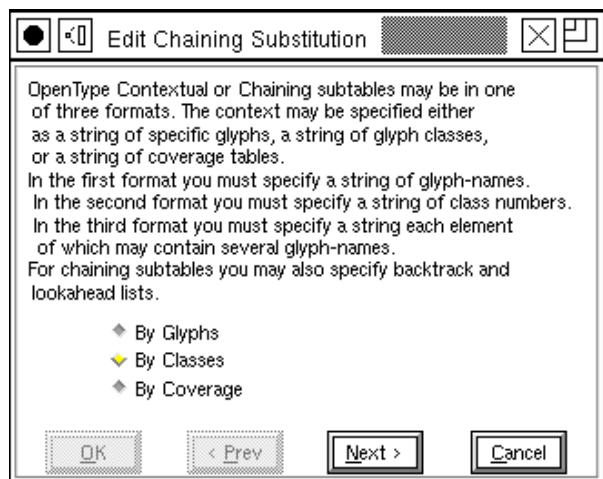 Edit Chaining Substitution
OpenType Contextual or Chaining subtables may be in one
of three formats. The context may be specified either
as a string of specific glyphs, a string of glyph classes,
or a string of coverage tables.
In the first format you must specify a string of glyph-names.
In the second format you must specify a string of class numbers.
In the third format you must specify a string each element
of which may contain several glyph-names.
For chaining subtables you may also specify backtrack and
lookahead lists.
By Glyphs
By Classes
By Coverage
OK < Prev Next > Cancel